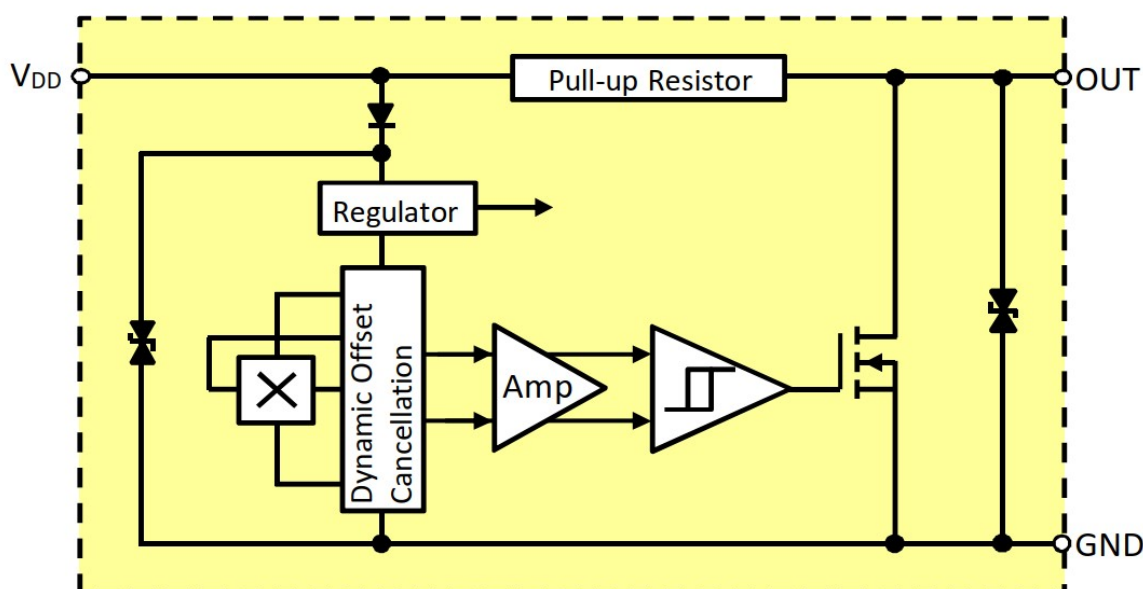 VDD
Pull-up Resistor
OUT
Regulator
Dynamic Offset
Cancellation
Amp
GND